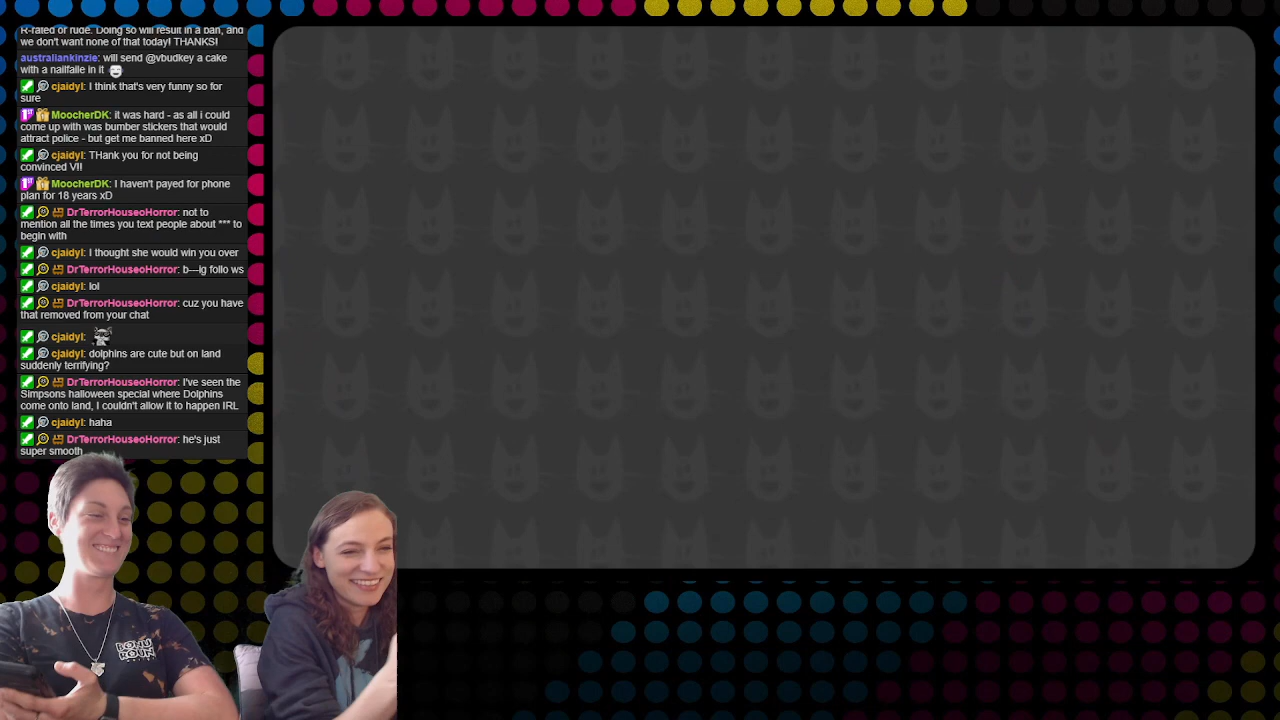 R-rated or rude. Doing so will result in a ban, and
we don't want none of that today! THANKS!
australiankinzie: will send @vbudkey a cake
with a nailfalle in it
cjaidyl: I think that's very funny so for
sure
MoocherDK: it was hard - as all i could
come up with was bumber stickers that would
attract police - but get me banned here xD
cjaidyl: THank you for not being
convinced V!!
MoocherDK: I haven't payed for phone
plan for 18 years xD
DrTerrorHouseoHorror: not to
mention all the times you text people about *** to
begin with
cjaidyl: I thought she would win you over
DrTerrorHouseoHorror: b---ig follo ws
cjaidyl: lol
DrTerrorHouseoHorror: cuz you have
that removed from your chat
cjaidyl:
cjaidyl: dolphins are cute but on land
suddenly terrifying?
DrTerrorHouseoHorror: I've seen the
Simpsons halloween special where Dolphins
come onto land, I couldn't allow it to happen IRL
cjaidyl: haha
DrTerrorHouseoHorror: he's just
super smooth